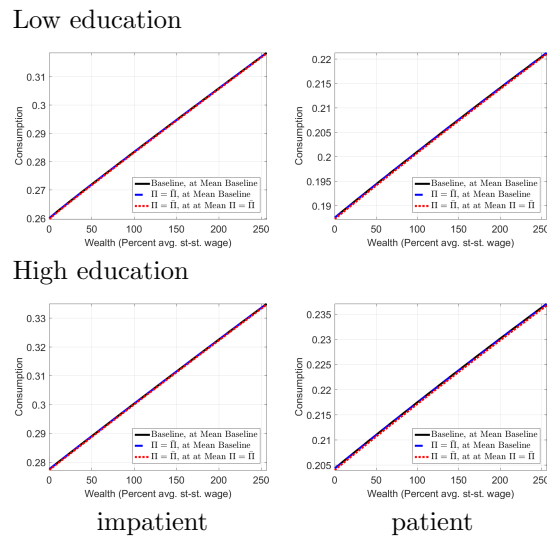 Low education
0.31
0.3
0.29
0.28
0.27
0.26
Consumption
0 50 100 150 200 250
Wealth (Percent avg. st-st. wage)
Baseline, at Mean Baseline
Π = Π̄, at Mean Baseline
Π = Π̄, at at Mean Π = Π̄
0.22
0.215
0.21
0.205
0.2
0.195
0.19
Consumption
0 50 100 150 200 250
Wealth (Percent avg. st-st. wage)
Baseline, at Mean Baseline
Π = Π̄, at Mean Baseline
Π = Π̄, at at Mean Π = Π̄
High education
0.33
0.32
0.31
0.3
0.29
0.28
Consumption
0 50 100 150 200 250
Wealth (Percent avg. st-st. wage)
Baseline, at Mean Baseline
Π = Π̄, at Mean Baseline
Π = Π̄, at at Mean Π = Π̄
0.235
0.23
0.225
0.22
0.215
0.21
0.205
Consumption
0 50 100 150 200 250
Wealth (Percent avg. st-st. wage)
Baseline, at Mean Baseline
Π = Π̄, at Mean Baseline
Π = Π̄, at at Mean Π = Π̄
impatient
patient